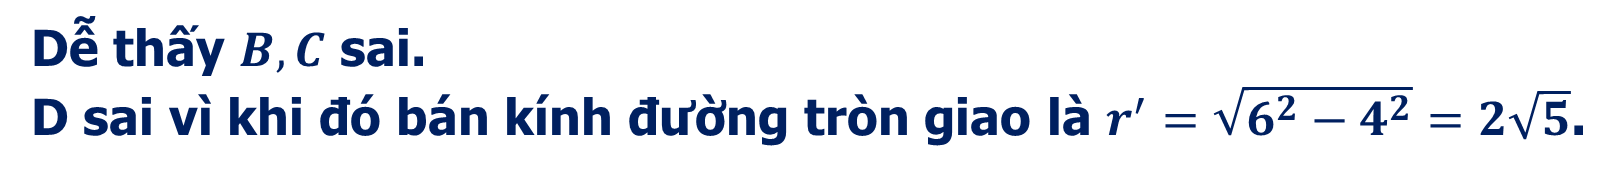 Dễ thấy B, C sai.
D sai vì khi đó bán kính đường tròn giao là r′ = √(6² − 4²) = 2√5.